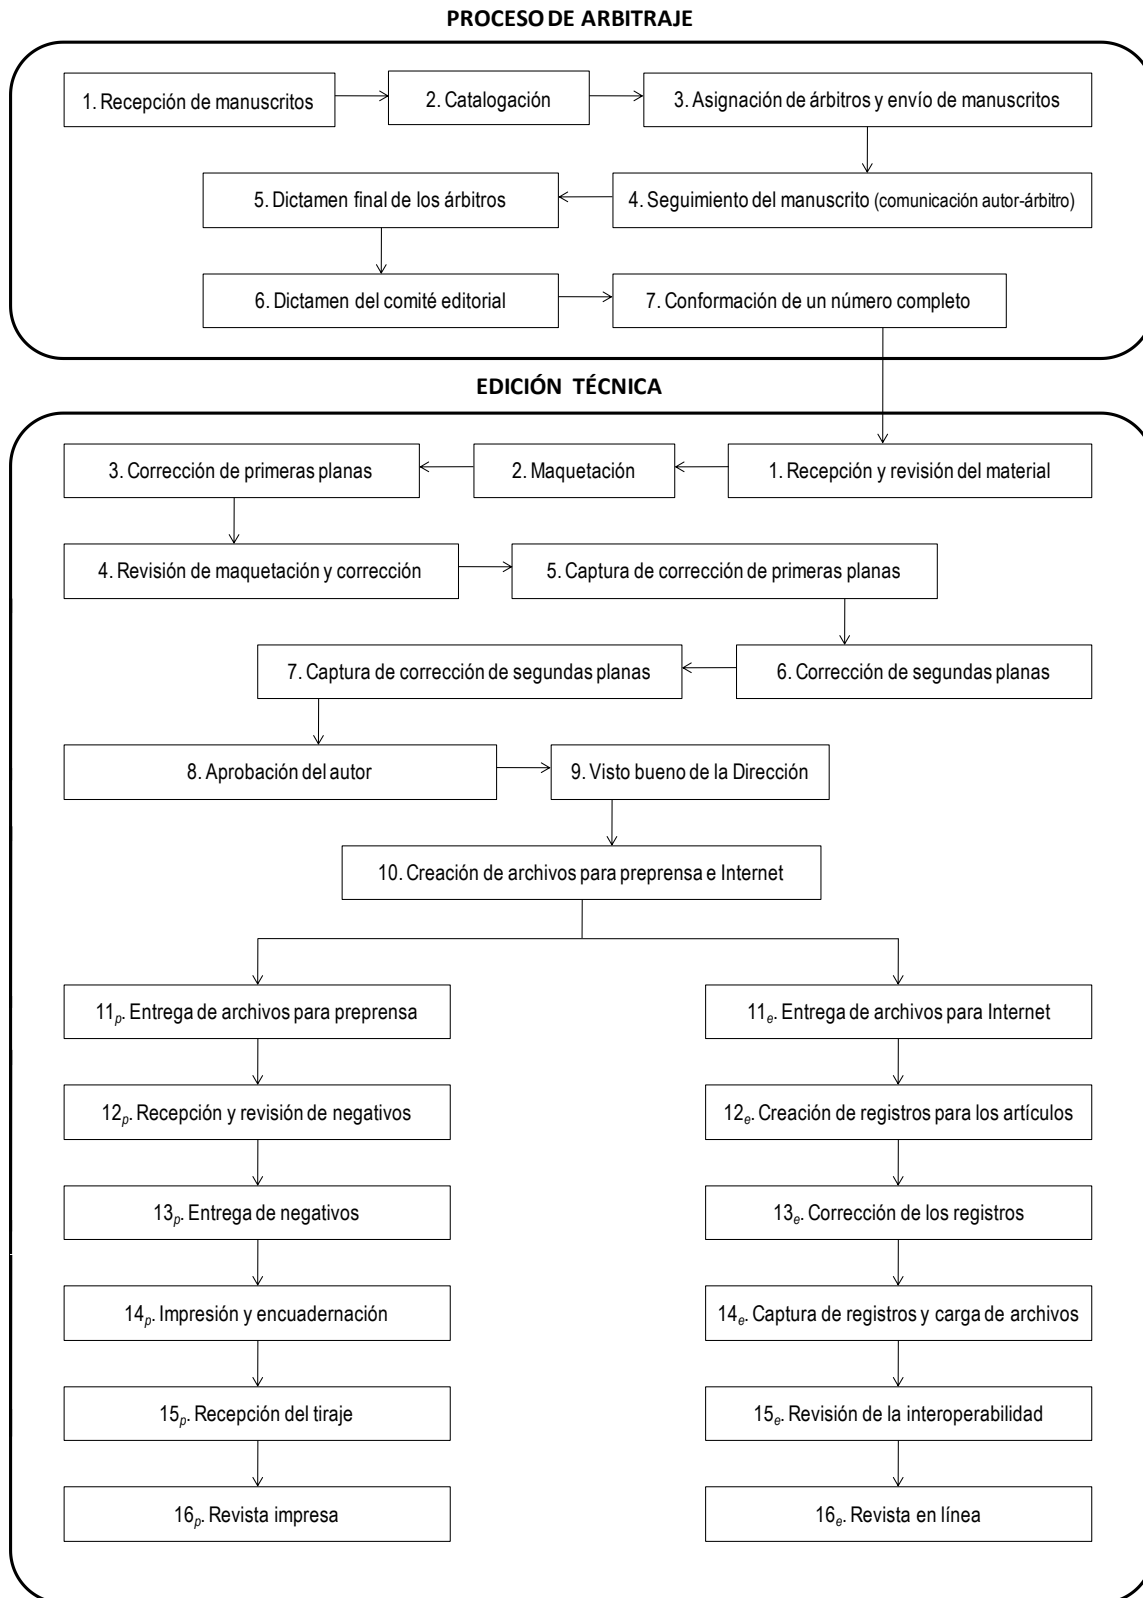 PROCESO DE ARBITRAJE
1. Recepción de manuscritos
2. Catalogación
3. Asignación de árbitros y envío de manuscritos
4. Seguimiento del manuscrito (comunicación autor-árbitro)
5. Dictamen final de los árbitros
6. Dictamen del comité editorial
7. Conformación de un número completo
EDICIÓN TÉCNICA
1. Recepción y revisión del material
2. Maquetación
3. Corrección de primeras planas
4. Revisión de maquetación y corrección
5. Captura de corrección de primeras planas
6. Corrección de segundas planas
7. Captura de corrección de segundas planas
8. Aprobación del autor
9. Visto bueno de la Dirección
10. Creación de archivos para preprensa e Internet
11p. Entrega de archivos para preprensa
12p. Recepción y revisión de negativos
13p. Entrega de negativos
14p. Impresión y encuadernación
15p. Recepción del tiraje
16p. Revista impresa
11e. Entrega de archivos para Internet
12e. Creación de registros para los artículos
13e. Corrección de los registros
14e. Captura de registros y carga de archivos
15e. Revisión de la interoperabilidad
16e. Revista en línea